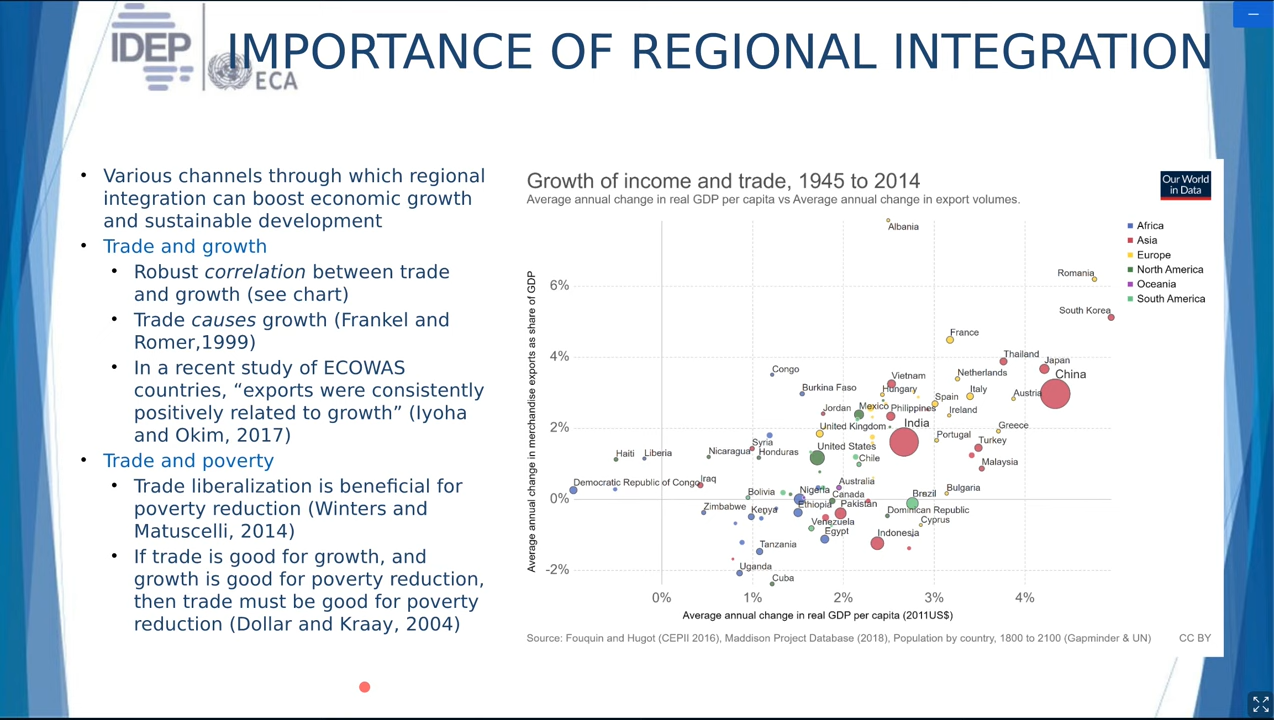 IDEP
ECA
IMPORTANCE OF REGIONAL INTEGRATION
• Various channels through which regional
integration can boost economic growth
and sustainable development
• Trade and growth
• Robust correlation between trade
and growth (see chart)
• Trade causes growth (Frankel and
Romer,1999)
• In a recent study of ECOWAS
countries, “exports were consistently
positively related to growth” (Iyoha
and Okim, 2017)
• Trade and poverty
• Trade liberalization is beneficial for
poverty reduction (Winters and
Matuscelli, 2014)
• If trade is good for growth, and
growth is good for poverty reduction,
then trade must be good for poverty
reduction (Dollar and Kraay, 2004)
Growth of income and trade, 1945 to 2014
Average annual change in real GDP per capita vs Average annual change in export volumes.
Our World
in Data
Average annual change in merchandise exports as share of GDP
6%
4%
2%
0%
-2%
Albania
Romania
South Korea
France
Thailand
Japan
China
Congo
Vietnam
Netherlands
Burkina Faso
Hungary
Italy
Austria
Spain
Jordan
Mexico
Philippines
Ireland
India
United Kingdom
Greece
Portugal
Turkey
Syria
United States
Haiti
Liberia
Nicaragua
Honduras
Chile
Malaysia
Democratic Republic of Congo
Iraq
Australia
Bolivia
Nigeria
Canada
Brazil
Bulgaria
Zimbabwe
Kenya
Ethiopia
Pakistan
Dominican Republic
Venezuela
Cyprus
Egypt
Indonesia
Tanzania
Uganda
Cuba
0%
1%
2%
3%
4%
Average annual change in real GDP per capita (2011US$)
Africa
Asia
Europe
North America
Oceania
South America
Source: Fouquin and Hugot (CEPII 2016), Maddison Project Database (2018), Population by country, 1800 to 2100 (Gapminder & UN)
CC BY